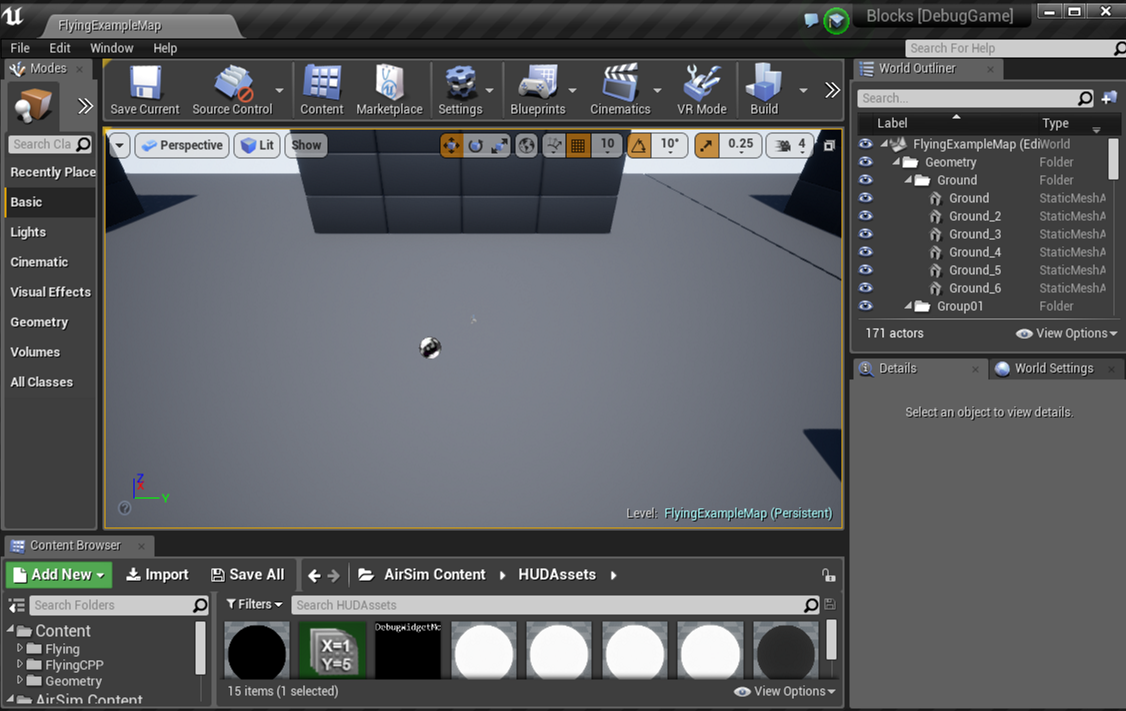 FlyingExampleMap
Blocks [DebugGame]
File Edit Window Help
Search For Help
Modes
Search Cla
Recently Place
Basic
Lights
Cinematic
Visual Effects
Geometry
Volumes
All Classes
Save Current
Source Control
Content
Marketplace
Settings
Blueprints
Cinematics
VR Mode
Build
Perspective
Lit
Show
10
10°
0.25
4
Z
X
Y
Level: FlyingExampleMap (Persistent)
World Outliner
Search...
Label Type
FlyingExampleMap (Edi World
Geometry Folder
Ground Folder
Ground StaticMeshA
Ground_2 StaticMeshA
Ground_3 StaticMeshA
Ground_4 StaticMeshA
Ground_5 StaticMeshA
Ground_6 StaticMeshA
Group01 Folder
171 actors
View Options
Details
World Settings
Select an object to view details.
Content Browser
Add New
Import
Save All
AirSim Content
HUDAssets
Search Folders
Content
Flying
FlyingCPP
Geometry
AirSim Content
Filters
Search HUDAssets
X=1
Y=5
DebugWidgetMc
15 items (1 selected)
View Options